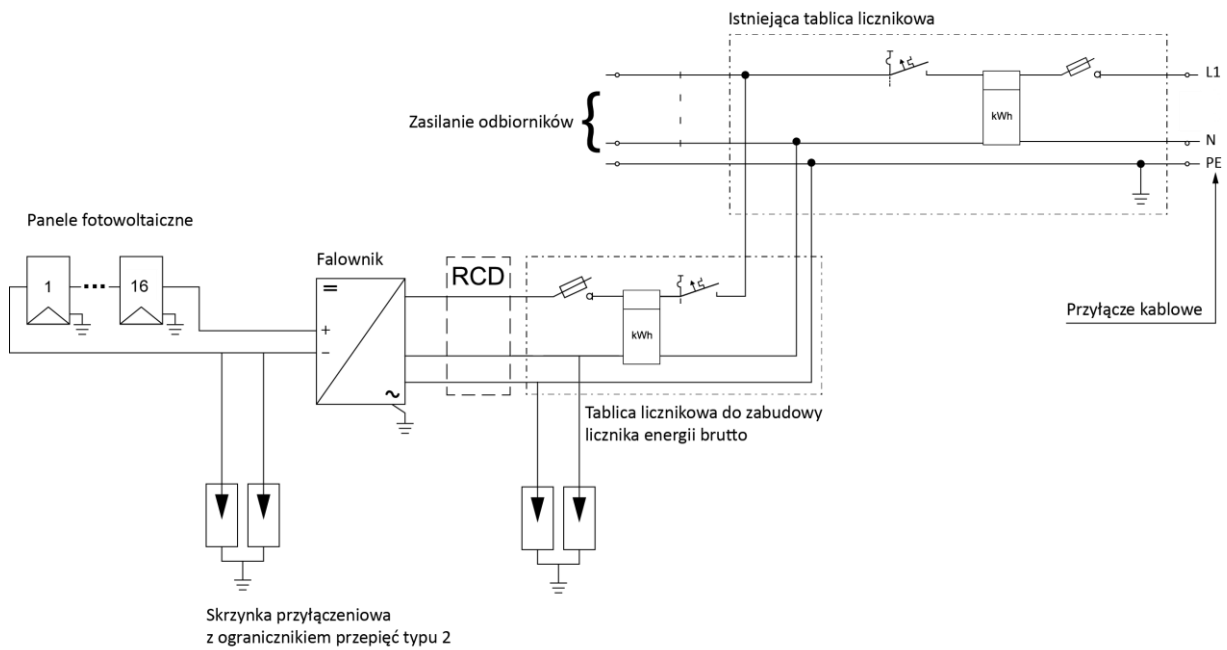 Istniejąca tablica licznikowa
L1
kWh
Zasilanie odbiorników
N
PE
Panele fotowoltaiczne
Falownik
RCD
1
16
+
–
kWh
Przyłącze kablowe
Tablica licznikowa do zabudowy
licznika energii brutto
Skrzynka przyłączeniowa
z ogranicznikiem przepięć typu 2